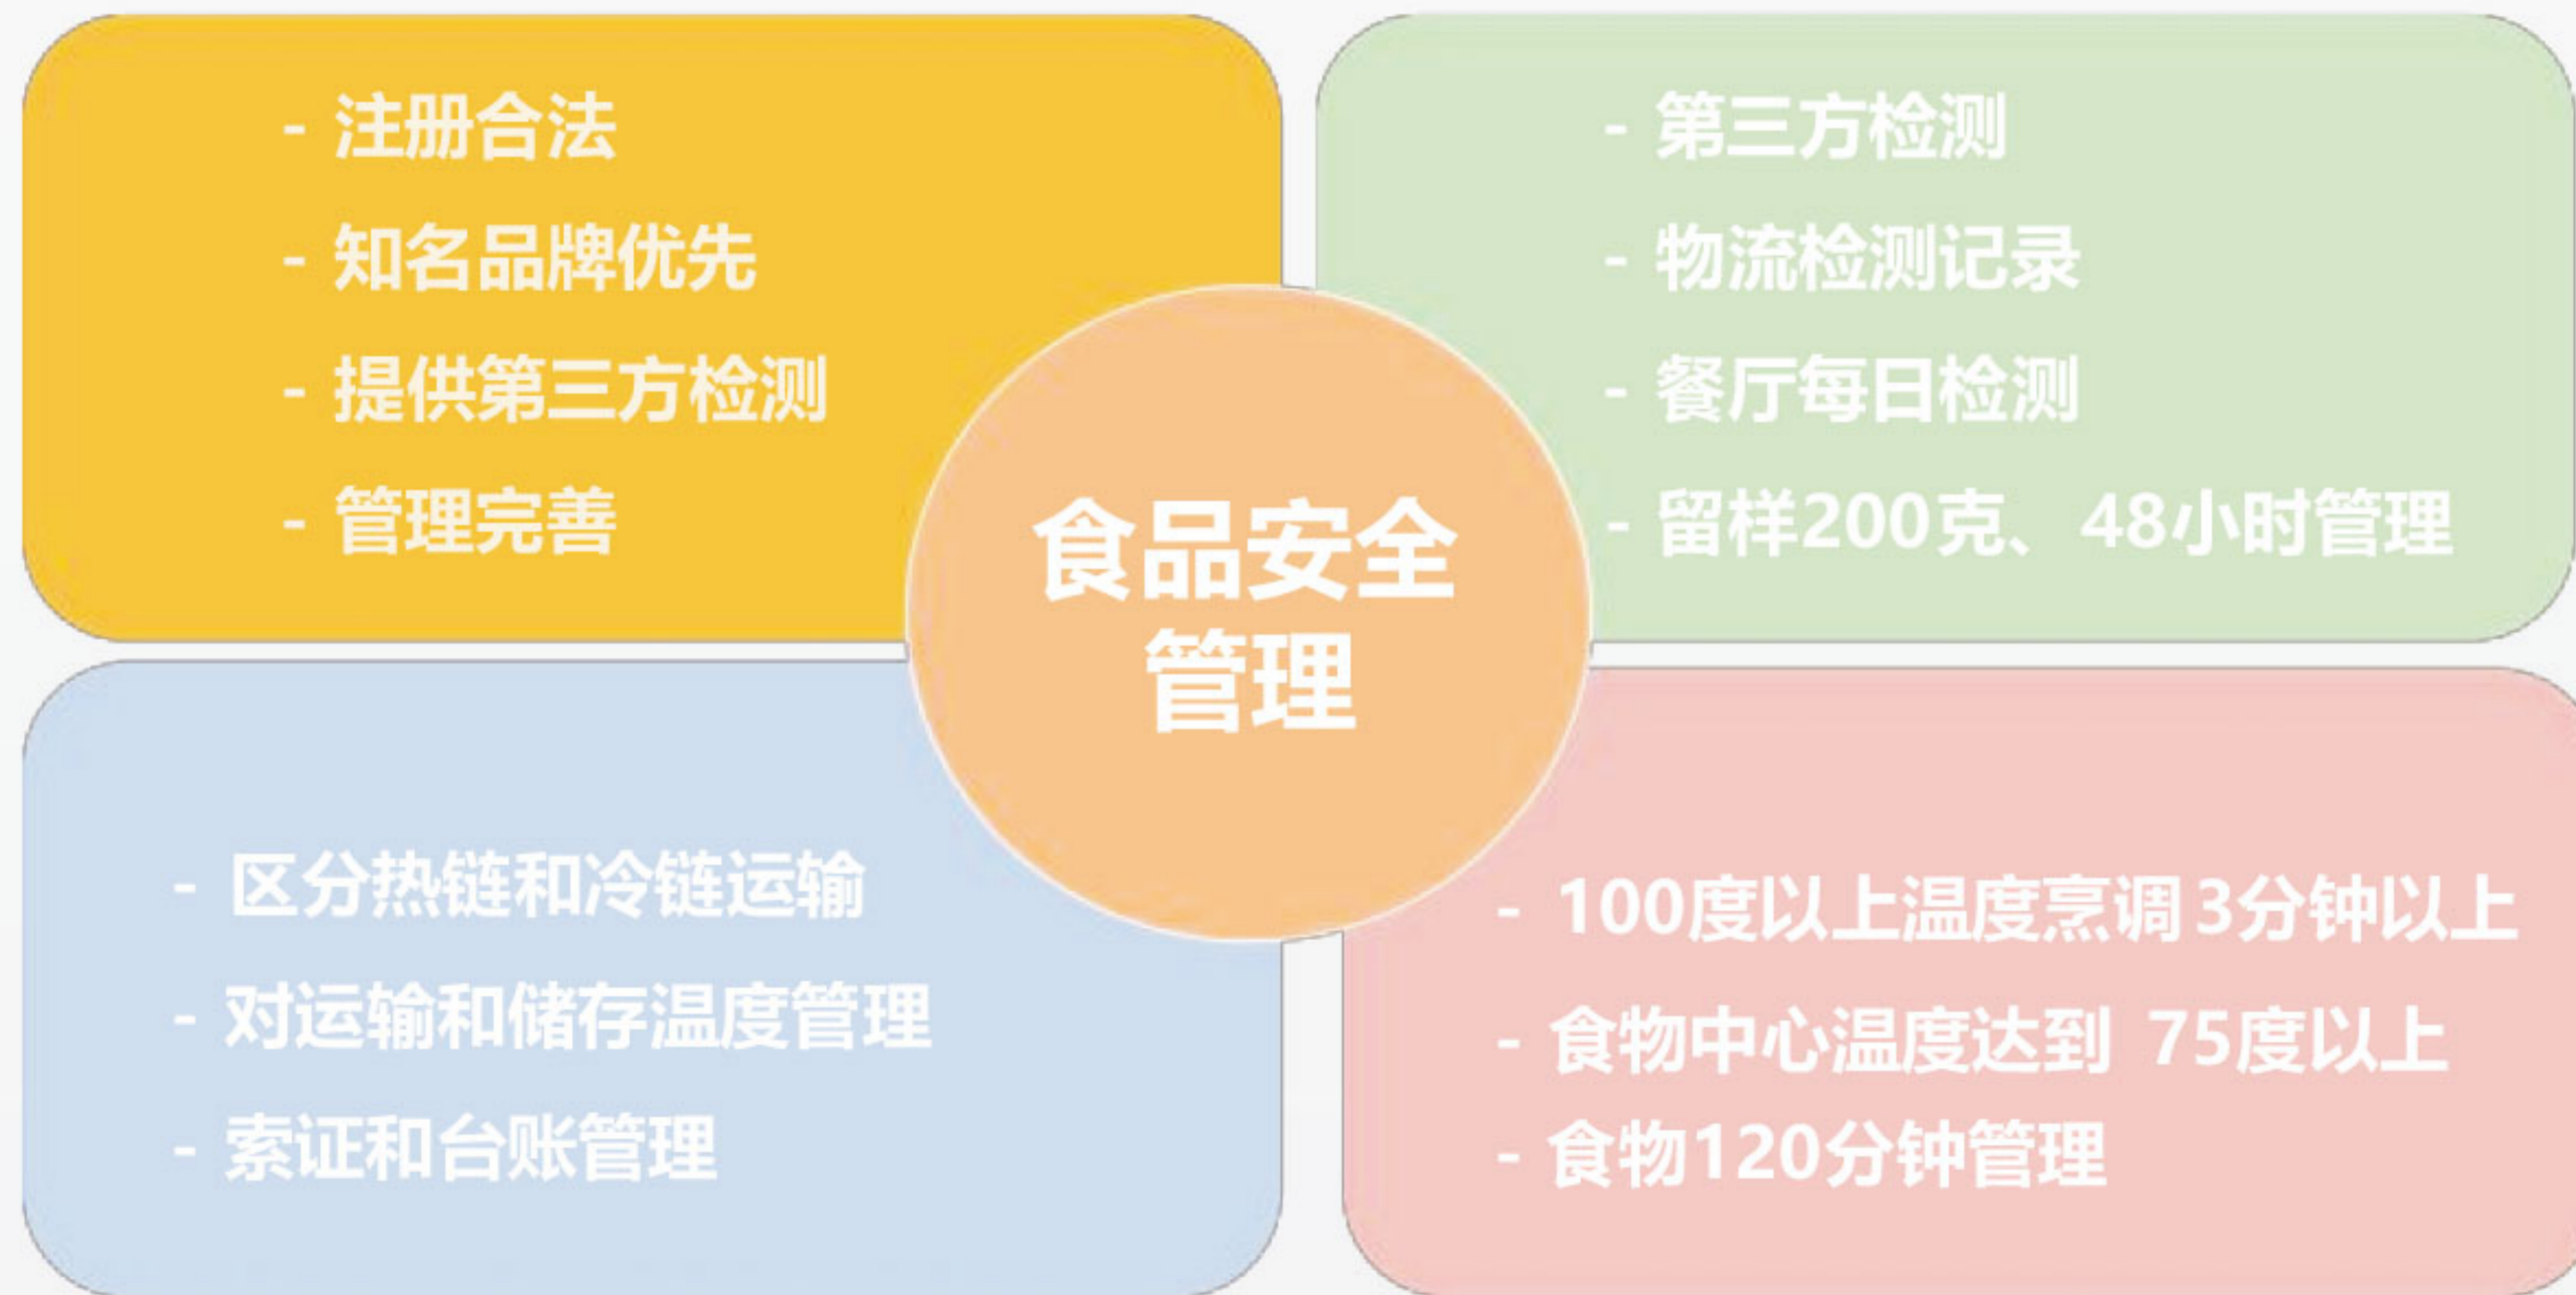 - 注册合法
- 知名品牌优先
- 提供第三方检测
- 管理完善
- 第三方检测
- 物流检测记录
- 餐厅每日检测
- 留样200克、48小时管理
食品安全
管理
- 区分热链和冷链运输
- 对运输和储存温度管理
- 索证和台账管理
- 100度以上温度烹调3分钟以上
- 食物中心温度达到 75度以上
- 食物120分钟管理